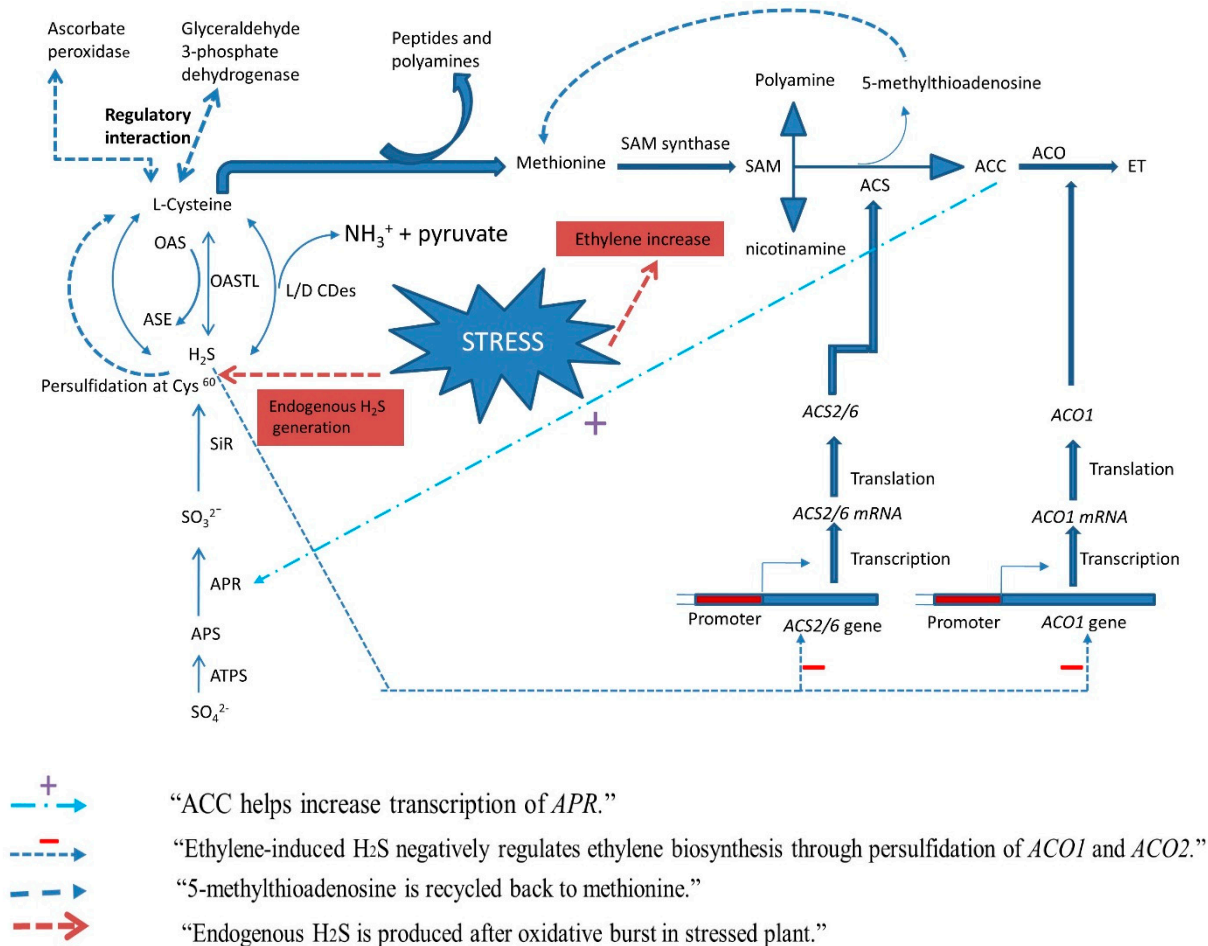 Ascorbate
peroxidase
Glyceraldehyde
3-phosphate
dehydrogenase
Regulatory
interaction
Peptides and
polyamines
Polyamine
5-methylthioadenosine
Methionine
SAM synthase
SAM
ACS
ACC
ACO
ET
nicotinamine
L-Cysteine
OAS
OASTL
ASE
L/D CDes
NH₃⁺ + pyruvate
Ethylene increase
STRESS
H₂S
Persulfidation at Cys ⁶⁰
Endogenous H₂S
generation
+
SiR
SO₃²⁻
APR
APS
ATPS
SO₄²⁻
ACS2/6
Translation
ACS2/6 mRNA
Transcription
Promoter
ACS2/6 gene
ACO1
Translation
ACO1 mRNA
Transcription
Promoter
ACO1 gene
−
−
+
“ACC helps increase transcription of APR.”
−
“Ethylene-induced H₂S negatively regulates ethylene biosynthesis through persulfidation of ACO1 and ACO2.”
“5-methylthioadenosine is recycled back to methionine.”
“Endogenous H₂S is produced after oxidative burst in stressed plant.”